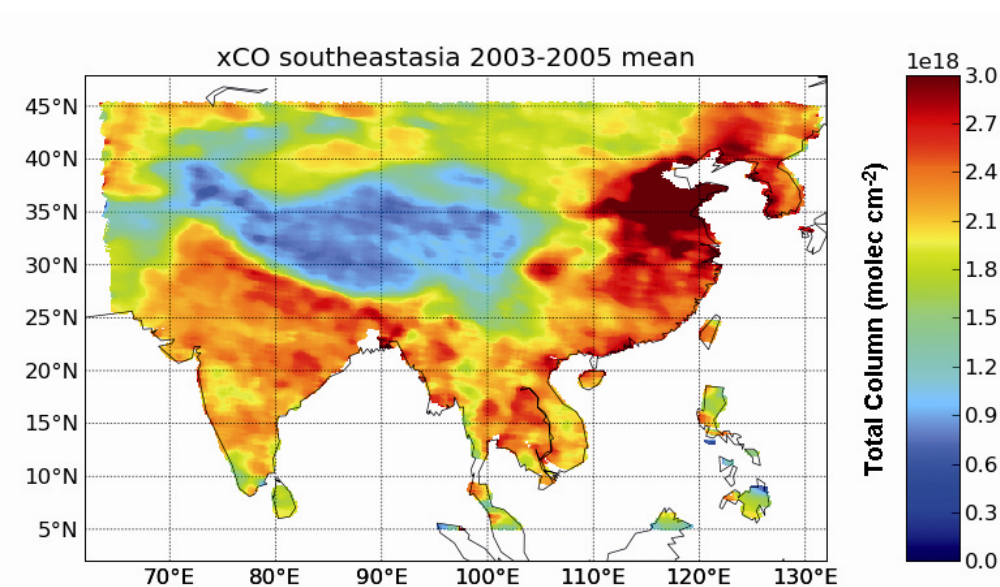 xCO southeastasia 2003-2005 mean
1e18
45°N
40°N
35°N
30°N
25°N
20°N
15°N
10°N
5°N
70°E
80°E
90°E
100°E
110°E
120°E
130°E
3.0
2.7
2.4
2.1
1.8
1.5
1.2
0.9
0.6
0.3
0.0
Total Column (molec cm⁻²)